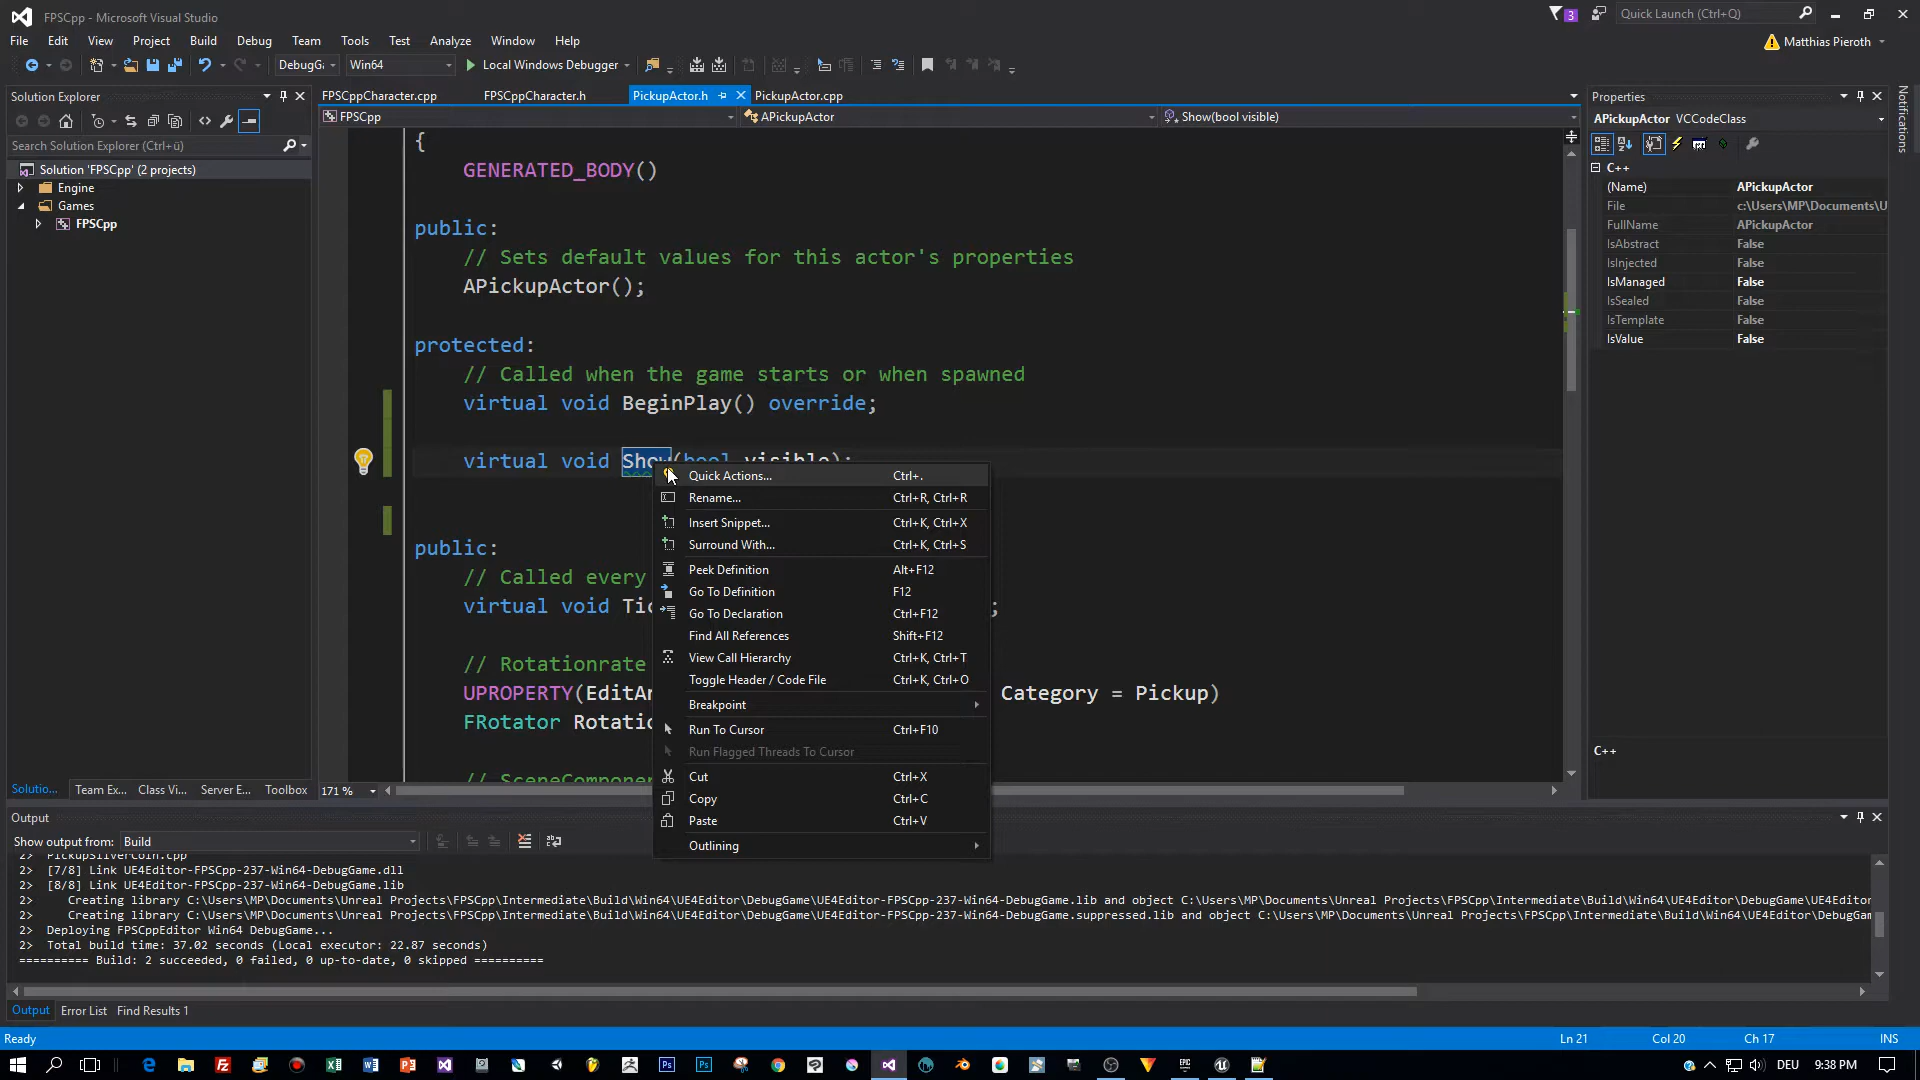 FPSCpp - Microsoft Visual Studio
3
Quick Launch (Ctrl+Q)
File Edit View Project Build Debug Team Tools Test Analyze Window Help
Matthias Pieroth
DebugG Win64 Local Windows Debugger
Solution Explorer
FPSCppCharacter.cpp FPSCppCharacter.h PickupActor.h PickupActor.cpp
Properties
Notifications
FPSCpp APickupActor Show(bool visible)
APickupActor VCCodeClass
Search Solution Explorer (Ctrl+ü)
Solution 'FPSCpp' (2 projects)
Engine
Games
FPSCpp
{
GENERATED_BODY()
public:
// Sets default values for this actor's properties
APickupActor();
protected:
// Called when the game starts or when spawned
virtual void BeginPlay() override;
virtual void Show(bool visible);
public:
// Called every
virtual void Tic ;
// Rotationrate
UPROPERTY(EditAn Category = Pickup)
FRotator Rotatio
// SceneComponen
Quick Actions... Ctrl+.
Rename... Ctrl+R, Ctrl+R
Insert Snippet... Ctrl+K, Ctrl+X
Surround With... Ctrl+K, Ctrl+S
Peek Definition Alt+F12
Go To Definition F12
Go To Declaration Ctrl+F12
Find All References Shift+F12
View Call Hierarchy Ctrl+K, Ctrl+T
Toggle Header / Code File Ctrl+K, Ctrl+O
Breakpoint
Run To Cursor Ctrl+F10
Run Flagged Threads To Cursor
Cut Ctrl+X
Copy Ctrl+C
Paste Ctrl+V
Outlining
C++
(Name) APickupActor
File c:\Users\MP\Documents\U
FullName APickupActor
IsAbstract False
IsInjected False
IsManaged False
IsSealed False
IsTemplate False
IsValue False
C++
Solutio... Team Ex... Class Vi... Server E... Toolbox
171 %
Output
Show output from: Build
2> PickupSilverCoin.cpp
2> [7/8] Link UE4Editor-FPSCpp-237-Win64-DebugGame.dll
2> [8/8] Link UE4Editor-FPSCpp-237-Win64-DebugGame.lib
2> Creating library C:\Users\MP\Documents\Unreal Projects\FPSCpp\Intermediate\Build\Win64\UE4Editor\DebugGame\UE4Editor-FPSCpp-237-Win64-DebugGame.lib and object C:\Users\MP\Documents\Unreal Projects\FPSCpp\Intermediate\Build\Win64\UE4Editor\DebugGame\UE4Editor
2> Creating library C:\Users\MP\Documents\Unreal Projects\FPSCpp\Intermediate\Build\Win64\UE4Editor\DebugGame\UE4Editor-FPSCpp-237-Win64-DebugGame.suppressed.lib and object C:\Users\MP\Documents\Unreal Projects\FPSCpp\Intermediate\Build\Win64\UE4Editor\DebugGam
2> Deploying FPSCppEditor Win64 DebugGame...
2> Total build time: 37.02 seconds (Local executor: 22.87 seconds)
========== Build: 2 succeeded, 0 failed, 0 up-to-date, 0 skipped ==========
Output Error List Find Results 1
Ready Ln 21 Col 20 Ch 17 INS
DEU 9:38 PM